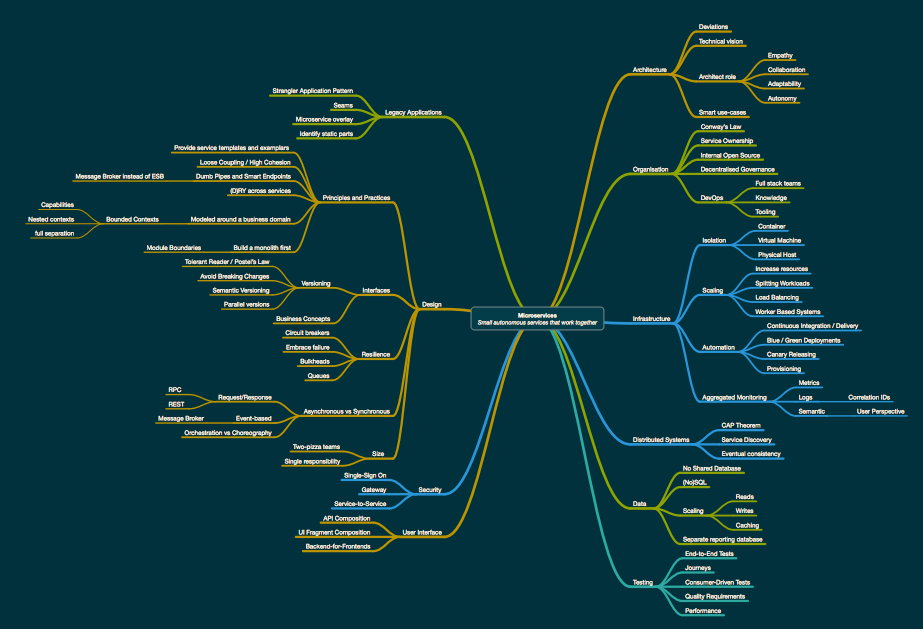 Microservices
Small autonomous services that work together
Legacy Applications
Strangler Application Pattern
Seams
Microservice overlay
Identify static parts
Design
Principles and Practices
Provide service templates and examplars
Loose Coupling / High Cohesion
Dumb Pipes and Smart Endpoints
Message Broker instead of ESB
(D)RY across services
Modeled around a business domain
Bounded Contexts
Capabilities
Nested contexts
full separation
Build a monolith first
Module Boundaries
Interfaces
Versioning
Tolerant Reader / Postel's Law
Avoid Breaking Changes
Semantic Versioning
Parallel versions
Business Concepts
Resilience
Circuit breakers
Embrace failure
Bulkheads
Queues
Asynchronous vs Synchronous
Request/Response
RPC
REST
Event-based
Message Broker
Orchestration vs Choreography
Size
Two-pizza teams
Single responsibility
Security
Single-Sign On
Gateway
Service-to-Service
User Interface
API Composition
UI Fragment Composition
Backend-for-Frontends
Architecture
Deviations
Technical vision
Architect role
Empathy
Collaboration
Adaptability
Autonomy
Smart use-cases
Organisation
Conway's Law
Service Ownership
Internal Open Source
Decentralised Governance
DevOps
Full stack teams
Knowledge
Tooling
Infrastructure
Isolation
Container
Virtual Machine
Physical Host
Scaling
Increase resources
Splitting Workloads
Load Balancing
Worker Based Systems
Automation
Continuous Integration / Delivery
Blue / Green Deployments
Canary Releasing
Provisioning
Aggregated Monitoring
Metrics
Logs
Correlation IDs
Semantic
User Perspective
Distributed Systems
CAP Theorem
Service Discovery
Eventual consistency
Data
No Shared Database
(No)SQL
Scaling
Reads
Writes
Caching
Separate reporting database
Testing
End-to-End Tests
Journeys
Consumer-Driven Tests
Quality Requirements
Performance